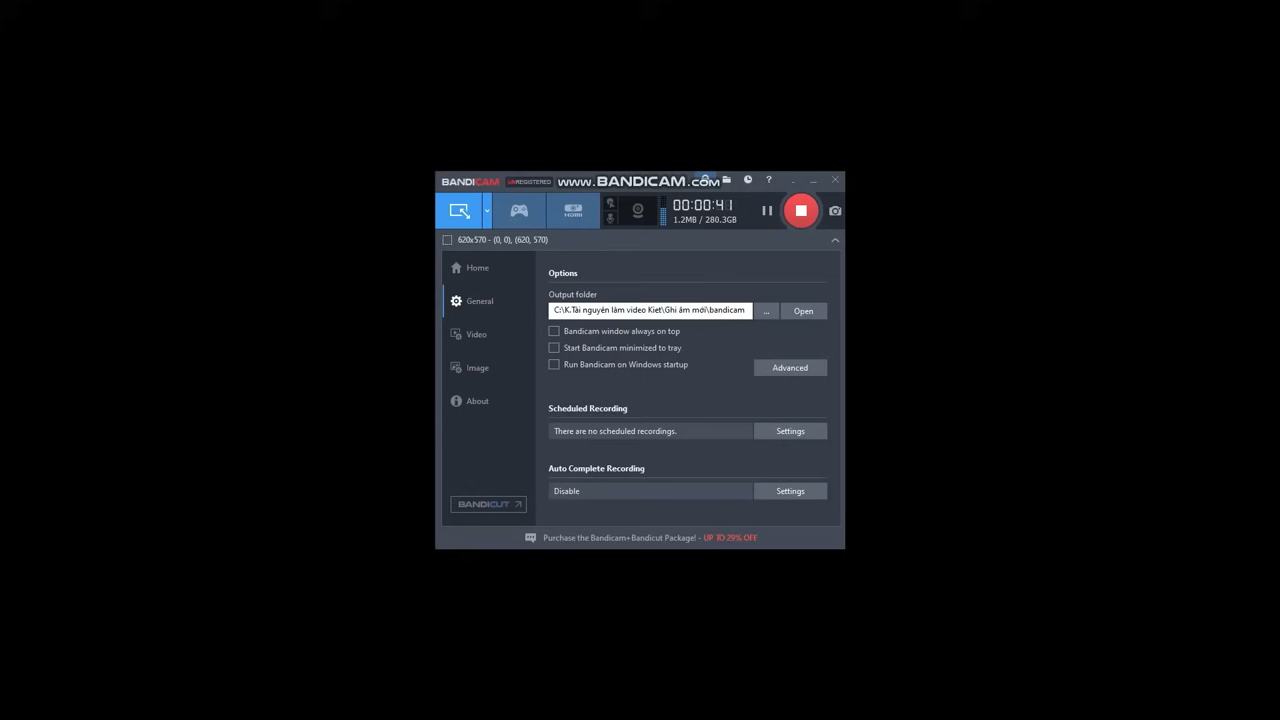 BANDICAM UNREGISTERED www.BANDICAM.com ?
HDMI
00:00:41
1.2MB / 280.3GB
620x570 - (0, 0), (620, 570)
Home
General
Video
Image
About
BANDICUT
Options
Output folder
C:\K.Tài nguyên làm video Kiet\Ghi âm mới\bandicam ... Open
Bandicam window always on top
Start Bandicam minimized to tray
Run Bandicam on Windows startup
Advanced
Scheduled Recording
There are no scheduled recordings. Settings
Auto Complete Recording
Disable Settings
Purchase the Bandicam+Bandicut Package! - UP TO 29% OFF